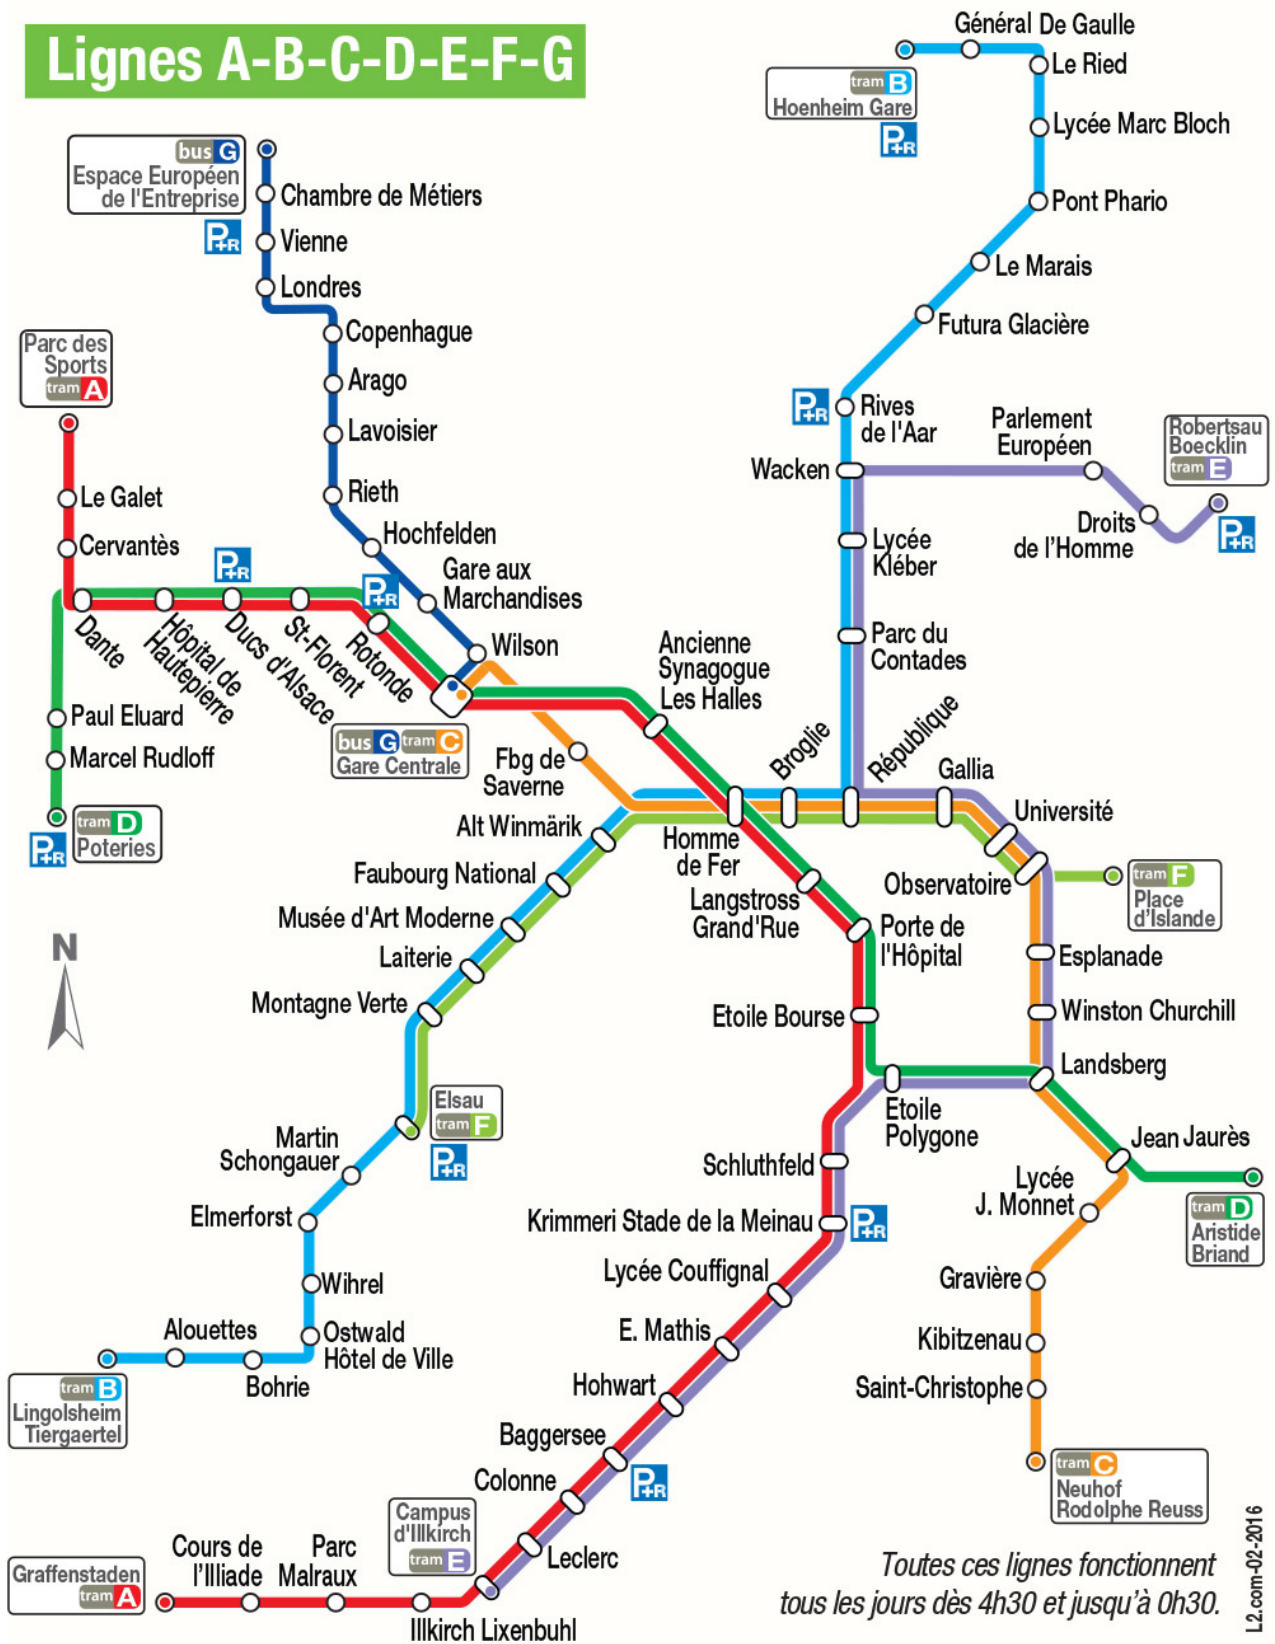 Lignes A-B-C-D-E-F-G
Général De Gaulle
Le Ried
tram B
Hoenheim Gare
P+R
Lycée Marc Bloch
Pont Phario
Le Marais
Futura Glacière
bus G
Espace Européen
de l'Entreprise
P+R
Chambre de Métiers
Vienne
Londres
Copenhague
Arago
Lavoisier
Rieth
Hochfelden
Gare aux
Marchandises
Wilson
Parc des
Sports
tram A
Le Galet
Cervantès
P+R
P+R
Dante
Hôpital de
Hautepierre
Ducs d'Alsace
St-Florent
Rotonde
bus G tram C
Gare Centrale
Paul Eluard
Marcel Rudloff
tram D
Poteries
P+R
P+R
Rives
de l'Aar
Parlement
Européen
Robertsau
Boecklin
tram E
P+R
Wacken
Droits
de l'Homme
Lycée
Kléber
Parc du
Contades
Ancienne
Synagogue
Les Halles
Fbg de
Saverne
Broglie
République
Gallia
Université
Alt Winmärik
Homme
de Fer
Faubourg National
Langstross
Grand'Rue
Observatoire
tram F
Place
d'Islande
Musée d'Art Moderne
Porte de
l'Hôpital
Laiterie
Esplanade
N
Montagne Verte
Etoile Bourse
Winston Churchill
Landsberg
Elsau
tram F
P+R
Etoile
Polygone
Martin
Schongauer
Jean Jaurès
Schluthfeld
Lycée
J. Monnet
tram D
Aristide
Briand
Elmerforst
Krimmeri Stade de la Meinau
P+R
Wihrel
Lycée Couffignal
Gravière
Alouettes
Ostwald
Hôtel de Ville
E. Mathis
Kibitzenau
Bohrie
Hohwart
Saint-Christophe
tram B
Lingolsheim
Tiergaertel
Baggersee
P+R
tram C
Neuhof
Rodolphe Reuss
Colonne
Campus
d'Illkirch
tram E
Leclerc
Cours de
l'Illiade
Parc
Malraux
Graffenstaden
tram A
Illkirch Lixenbuhl
Toutes ces lignes fonctionnent
tous les jours dès 4h30 et jusqu'à 0h30.
L2.com-02-2016